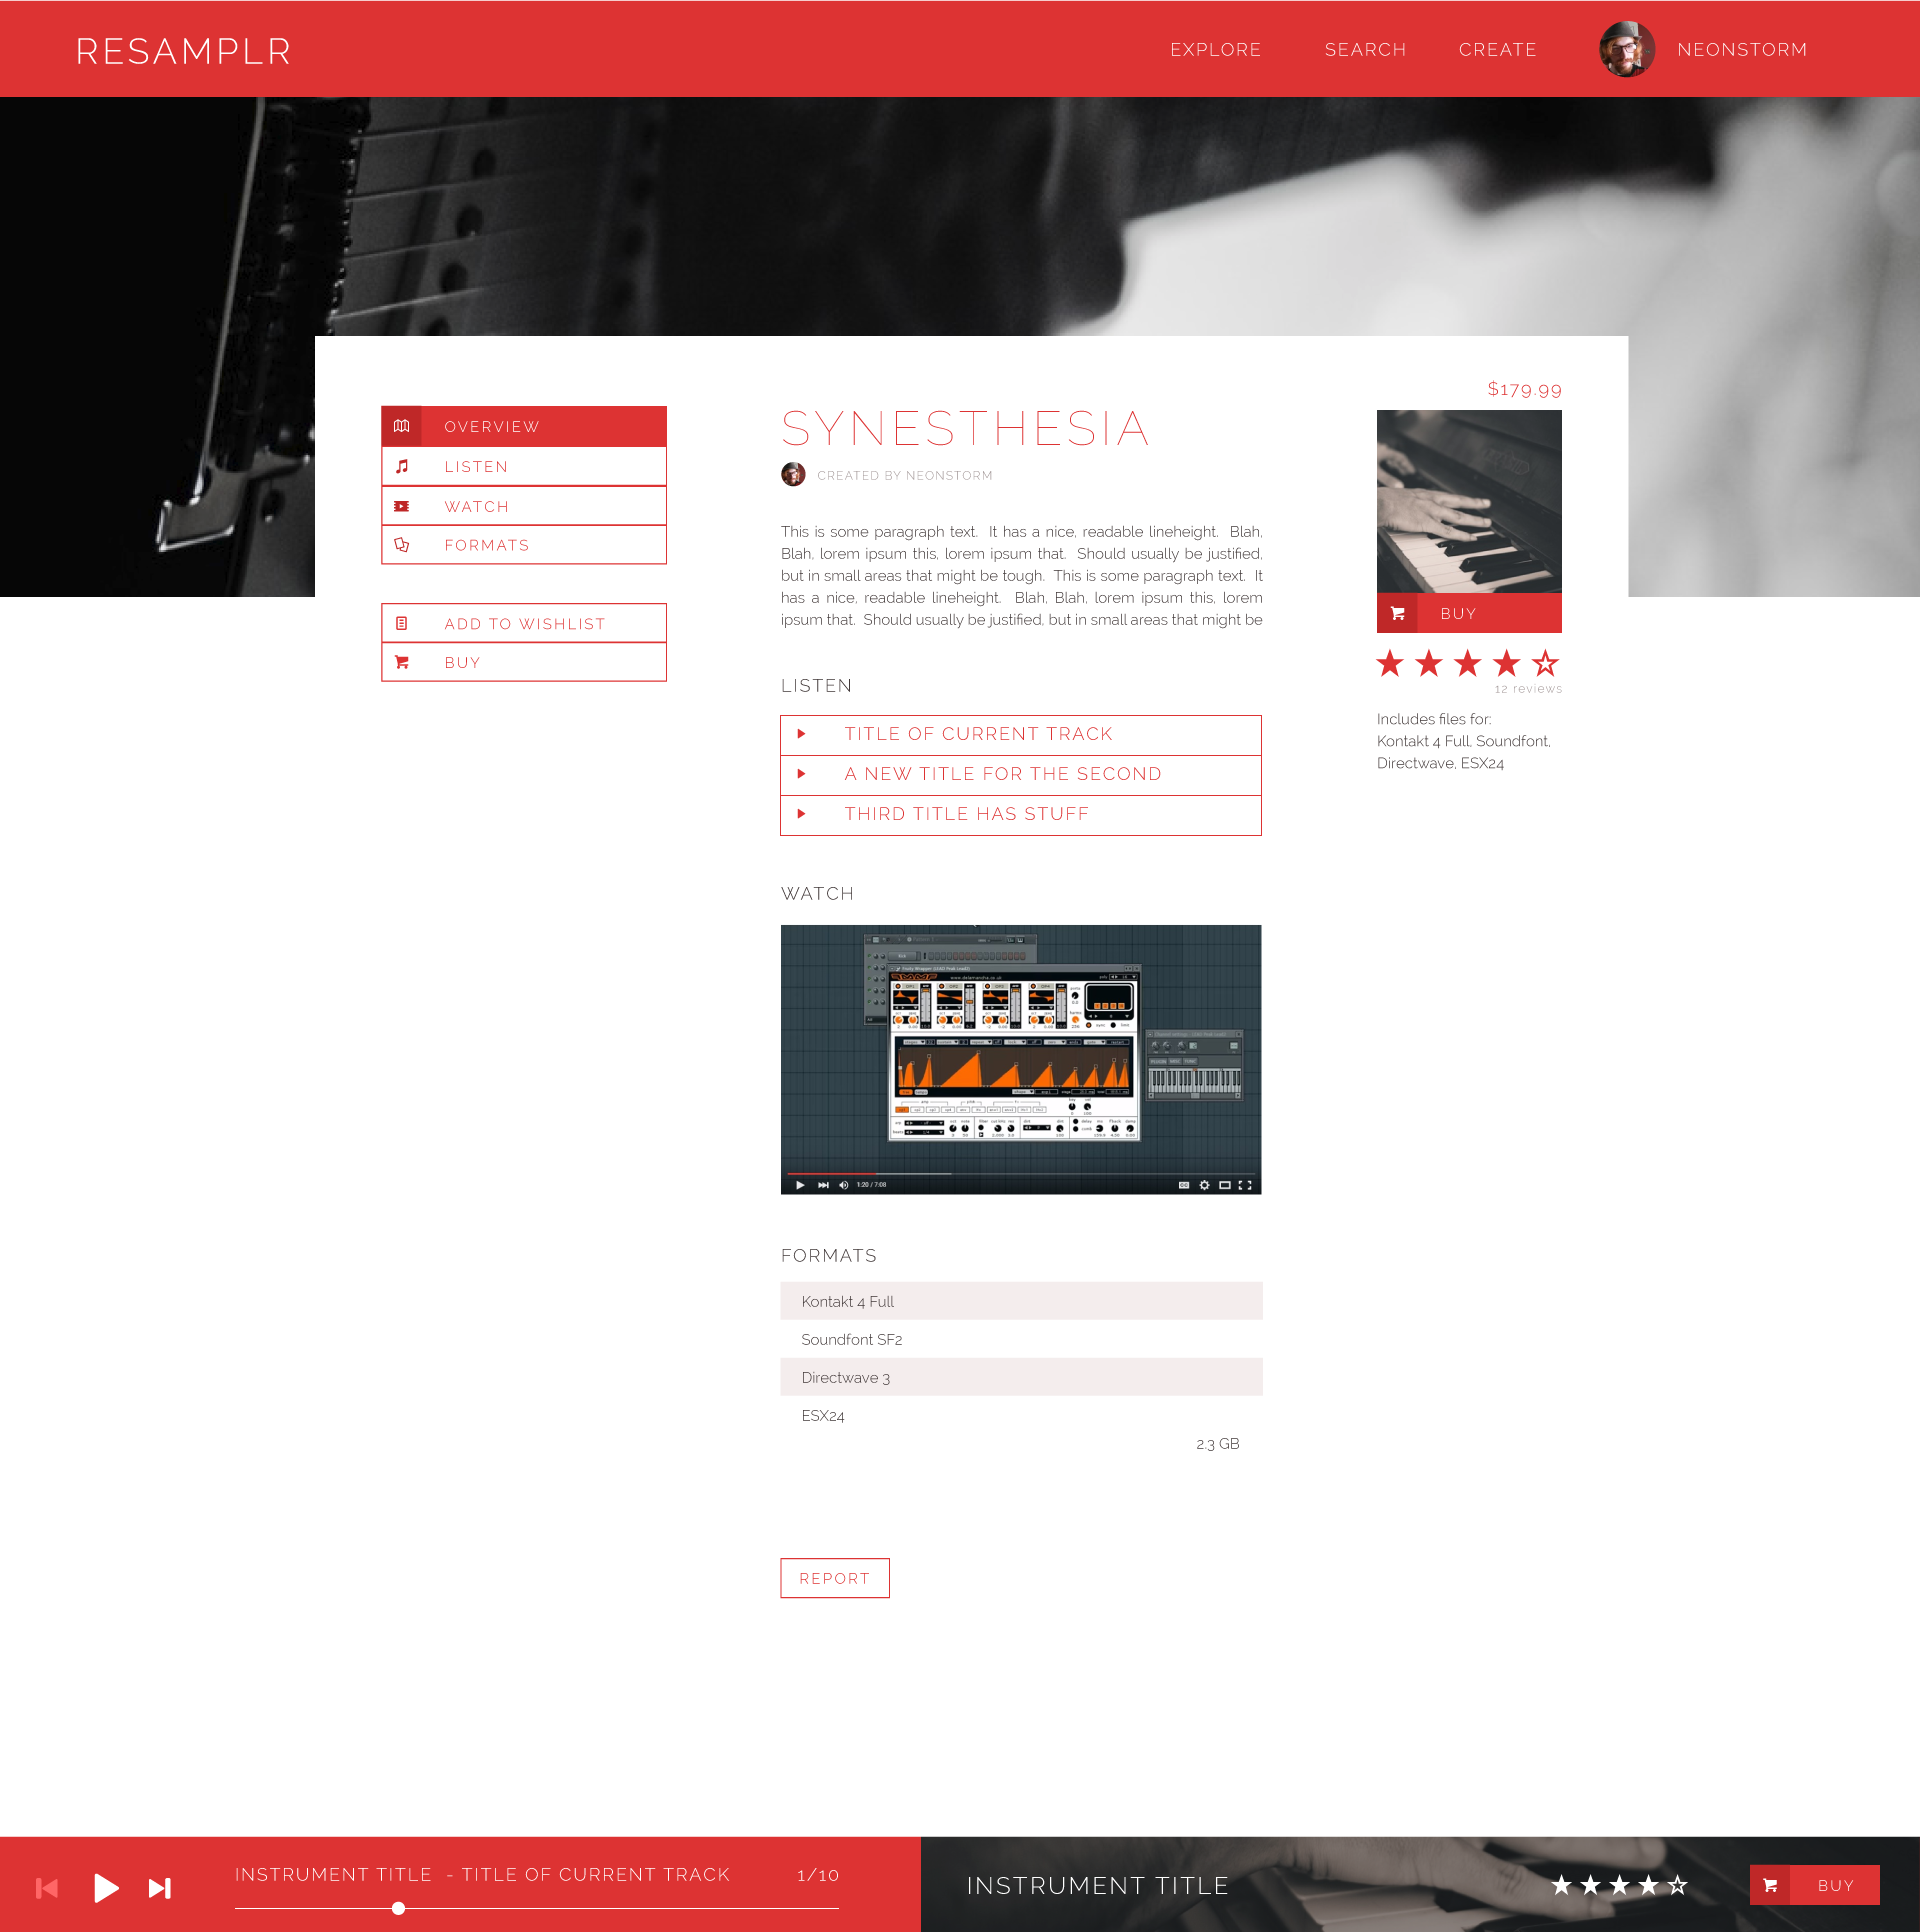 RESAMPLR
EXPLORE
SEARCH
CREATE
NEONSTORM
OVERVIEW
LISTEN
WATCH
FORMATS
ADD TO WISHLIST
BUY
SYNESTHESIA
CREATED BY NEONSTORM
This is some paragraph text. It has a nice, readable lineheight. Blah,
Blah, lorem ipsum this, lorem ipsum that. Should usually be justified,
but in small areas that might be tough. This is some paragraph text. It
has a nice, readable lineheight. Blah, Blah, lorem ipsum this, lorem
ipsum that. Should usually be justified, but in small areas that might be
LISTEN
TITLE OF CURRENT TRACK
A NEW TITLE FOR THE SECOND
THIRD TITLE HAS STUFF
WATCH
www.delamancha.co.uk
1:20 / 7:08
FORMATS
Kontakt 4 Full
Soundfont SF2
Directwave 3
ESX24
2.3 GB
REPORT
$179.99
BUY
12 reviews
Includes files for:
Kontakt 4 Full, Soundfont,
Directwave, ESX24
INSTRUMENT TITLE - TITLE OF CURRENT TRACK
1/10
INSTRUMENT TITLE
BUY